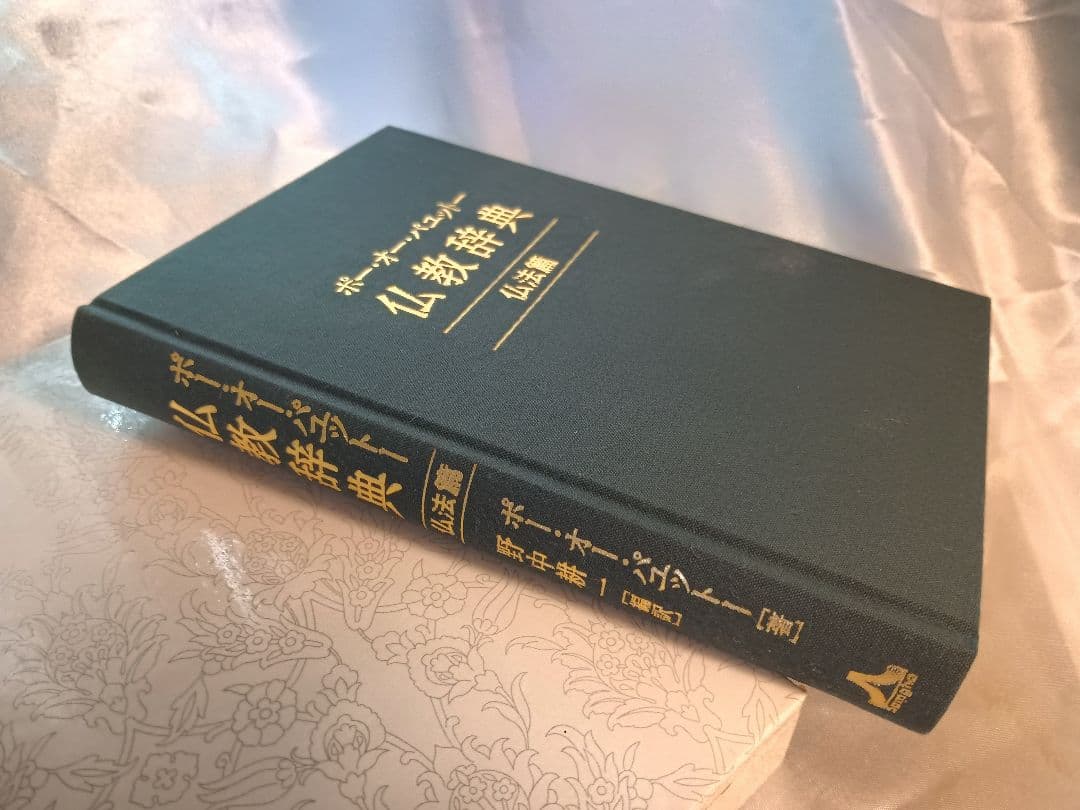 ポー・オー・パユットー
仏教辞典
仏法篇
ポー・オー・パユットー
仏教辞典
仏法篇
ポー・オー・パユットー[著]
野中耕一[編訳]
Samgha